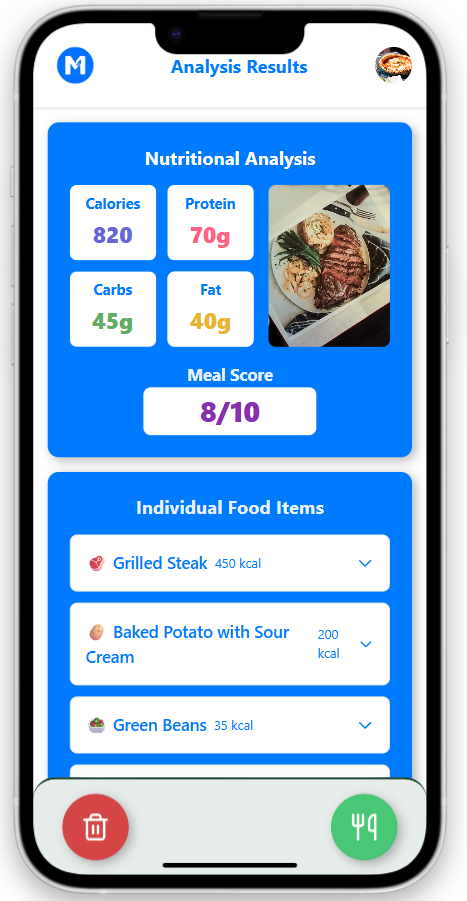 M
Analysis Results
Nutritional Analysis
Calories
820
Protein
70g
Carbs
45g
Fat
40g
Meal Score
8/10
Individual Food Items
Grilled Steak 450 kcal
Baked Potato with Sour
Cream
200
kcal
Green Beans 35 kcal